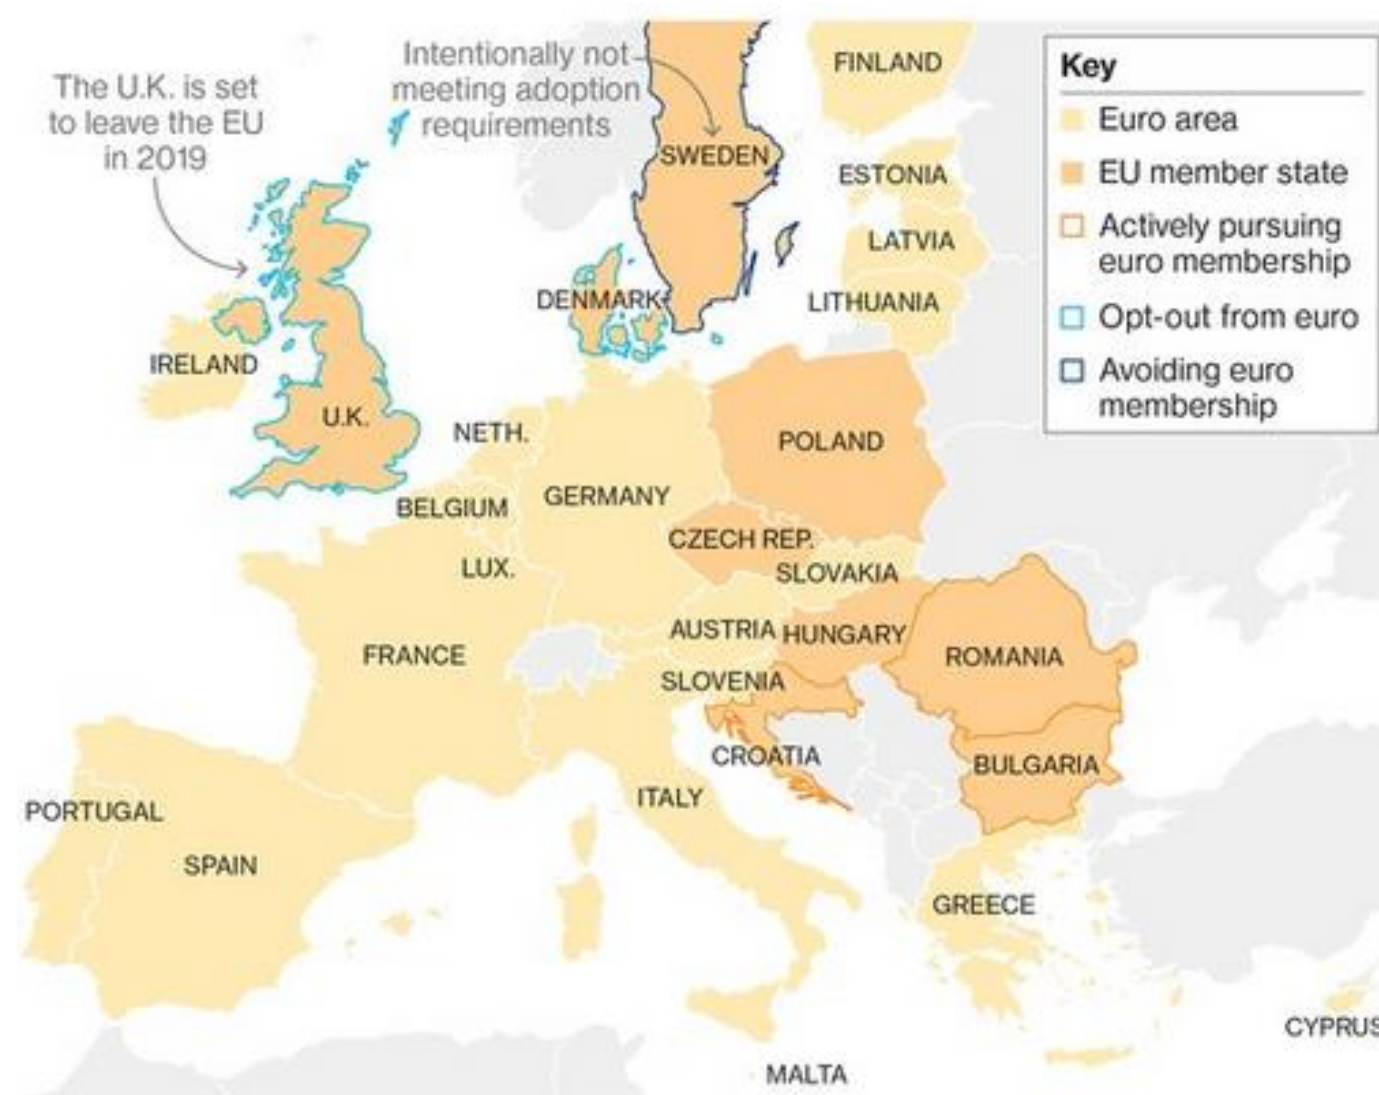 The U.K. is set
to leave the EU
in 2019
Intentionally not
meeting adoption
requirements
Key
Euro area
EU member state
Actively pursuing
euro membership
Opt-out from euro
Avoiding euro
membership
FINLAND
SWEDEN
ESTONIA
LATVIA
DENMARK
LITHUANIA
IRELAND
U.K.
NETH.
POLAND
BELGIUM
GERMANY
CZECH REP.
LUX.
SLOVAKIA
AUSTRIA
HUNGARY
FRANCE
ROMANIA
SLOVENIA
CROATIA
BULGARIA
PORTUGAL
ITALY
SPAIN
GREECE
CYPRUS
MALTA